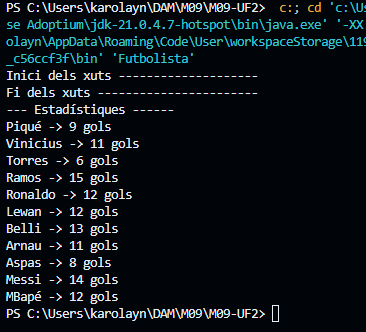 PS C:\Users\karolayn\DAM\M09\M09-UF2> c:; cd 'c:\Us
se Adoptium\jdk-21.0.4.7-hotspot\bin\java.exe' '-XX
olayn\AppData\Roaming\Code\User\workspaceStorage\119
_c56ccf3f\bin' 'Futbolista'
Inici dels xuts --------------------
Fi dels xuts -----------------------
--- Estadístiques ------
Piqué -> 9 gols
Vinicius -> 11 gols
Torres -> 6 gols
Ramos -> 15 gols
Ronaldo -> 12 gols
Lewan -> 12 gols
Belli -> 13 gols
Arnau -> 11 gols
Aspas -> 8 gols
Messi -> 14 gols
MBapé -> 12 gols
PS C:\Users\karolayn\DAM\M09\M09-UF2>